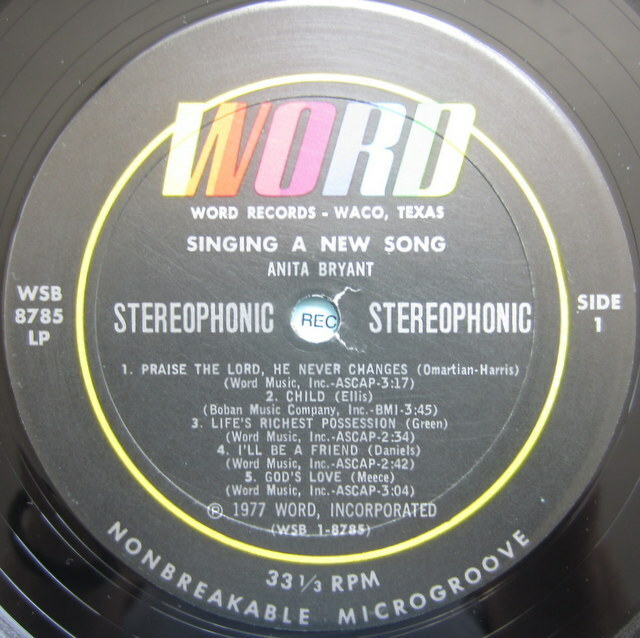 WORD
WORD RECORDS - WACO, TEXAS
SINGING A NEW SONG
ANITA BRYANT
WSB
8785
LP
STEREOPHONIC
REC
STEREOPHONIC
SIDE
1
1. PRAISE THE LORD, HE NEVER CHANGES (Omartian-Harris)
(Word Music, Inc.-ASCAP-3:17)
2. CHILD (Ellis)
(Boban Music Company, Inc.-BMI-3:45)
3. LIFE'S RICHEST POSSESSION (Green)
(Word Music, Inc.-ASCAP-2:34)
4. I'LL BE A FRIEND (Daniels)
(Word Music, Inc.-ASCAP-2:42)
5. GOD'S LOVE (Meece)
(Word Music, Inc.-ASCAP-3:04)
℗ 1977 WORD, INCORPORATED
(WSB 1-8785)
33 1/3 RPM
NONBREAKABLE MICROGROOVE